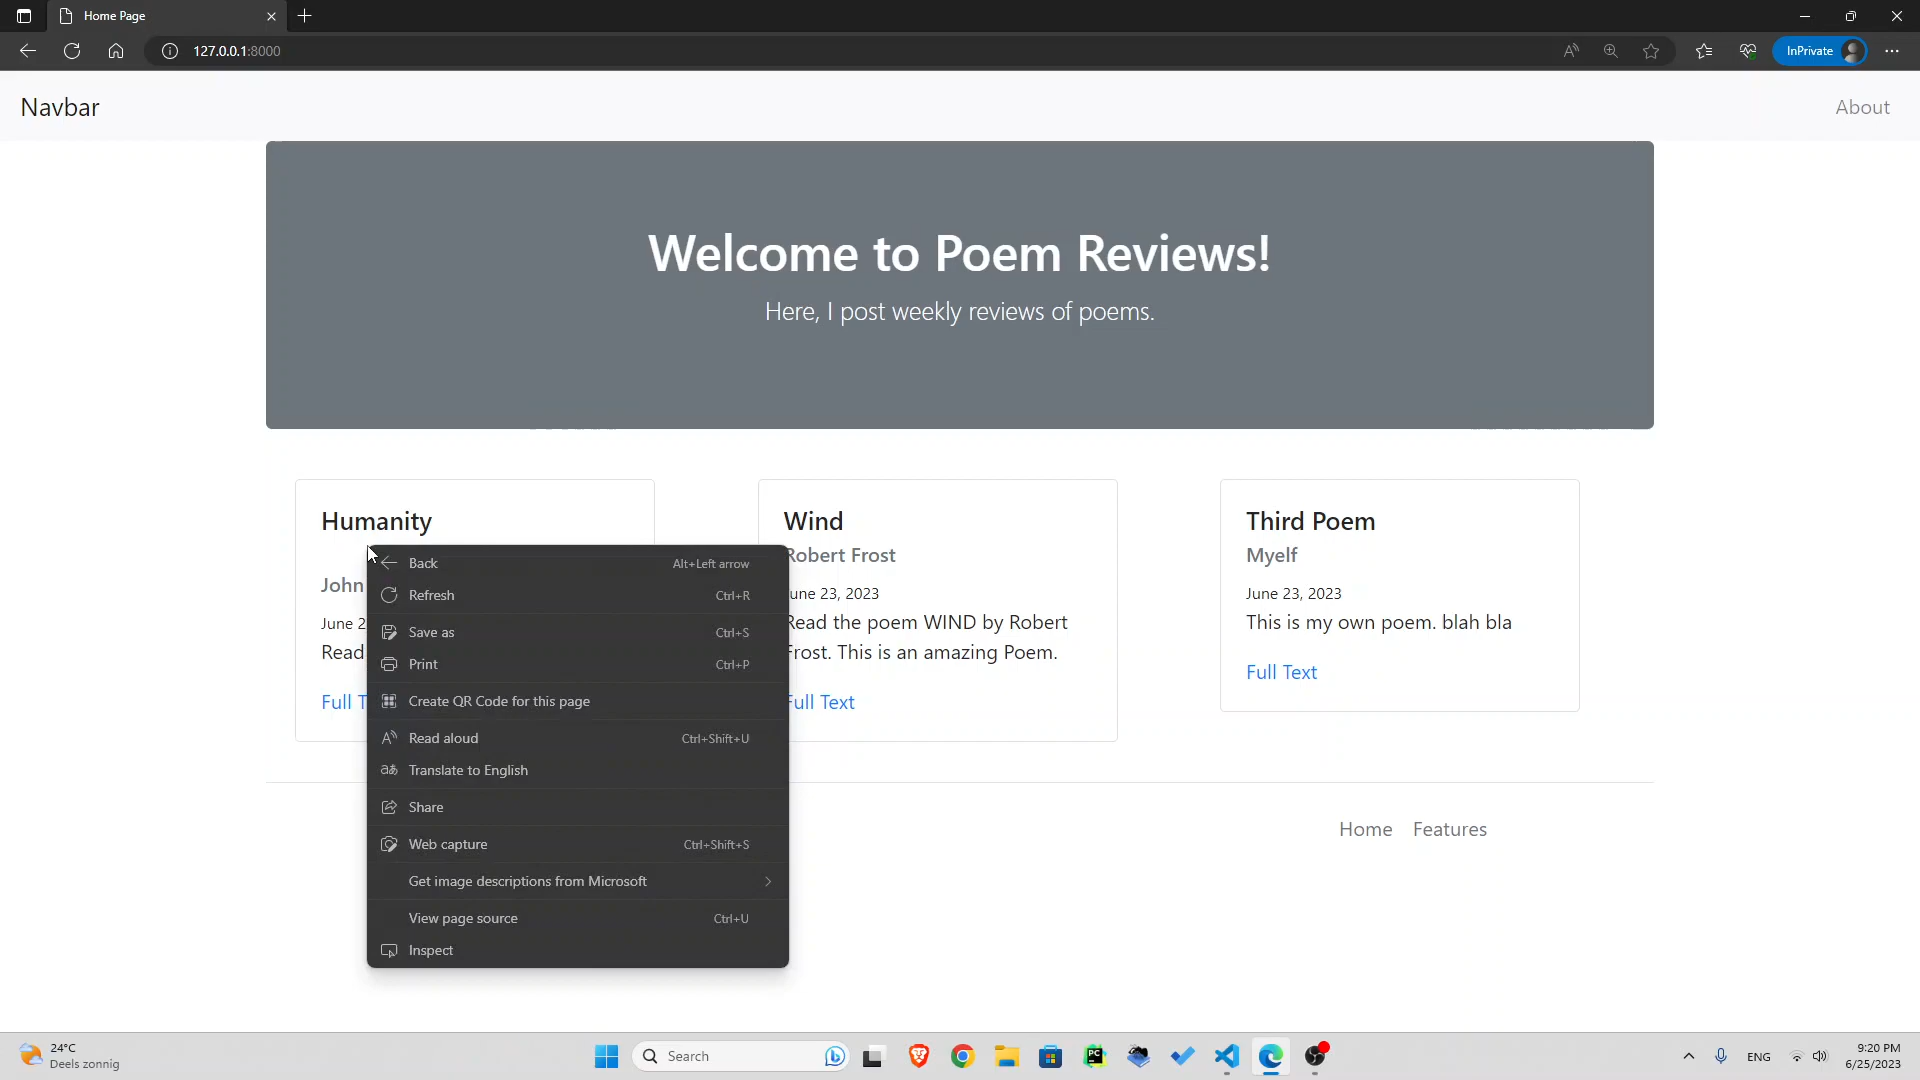 Home Page
127.0.0.1:8000
InPrivate
Navbar
About
Welcome to Poem Reviews!
Here, I post weekly reviews of poems.
Humanity
John
June 2
Read
Full T
Back Alt+Left arrow
Refresh Ctrl+R
Save as Ctrl+S
Print Ctrl+P
Create QR Code for this page
Read aloud Ctrl+Shift+U
Translate to English
Share
Web capture Ctrl+Shift+S
Get image descriptions from Microsoft
View page source Ctrl+U
Inspect
Wind
Robert Frost
une 23, 2023
Read the poem WIND by Robert
Frost. This is an amazing Poem.
Full Text
Third Poem
Myelf
June 23, 2023
This is my own poem. blah bla
Full Text
Home Features
24°C
Deels zonnig
Search
PC
ENG
9:20 PM
6/25/2023